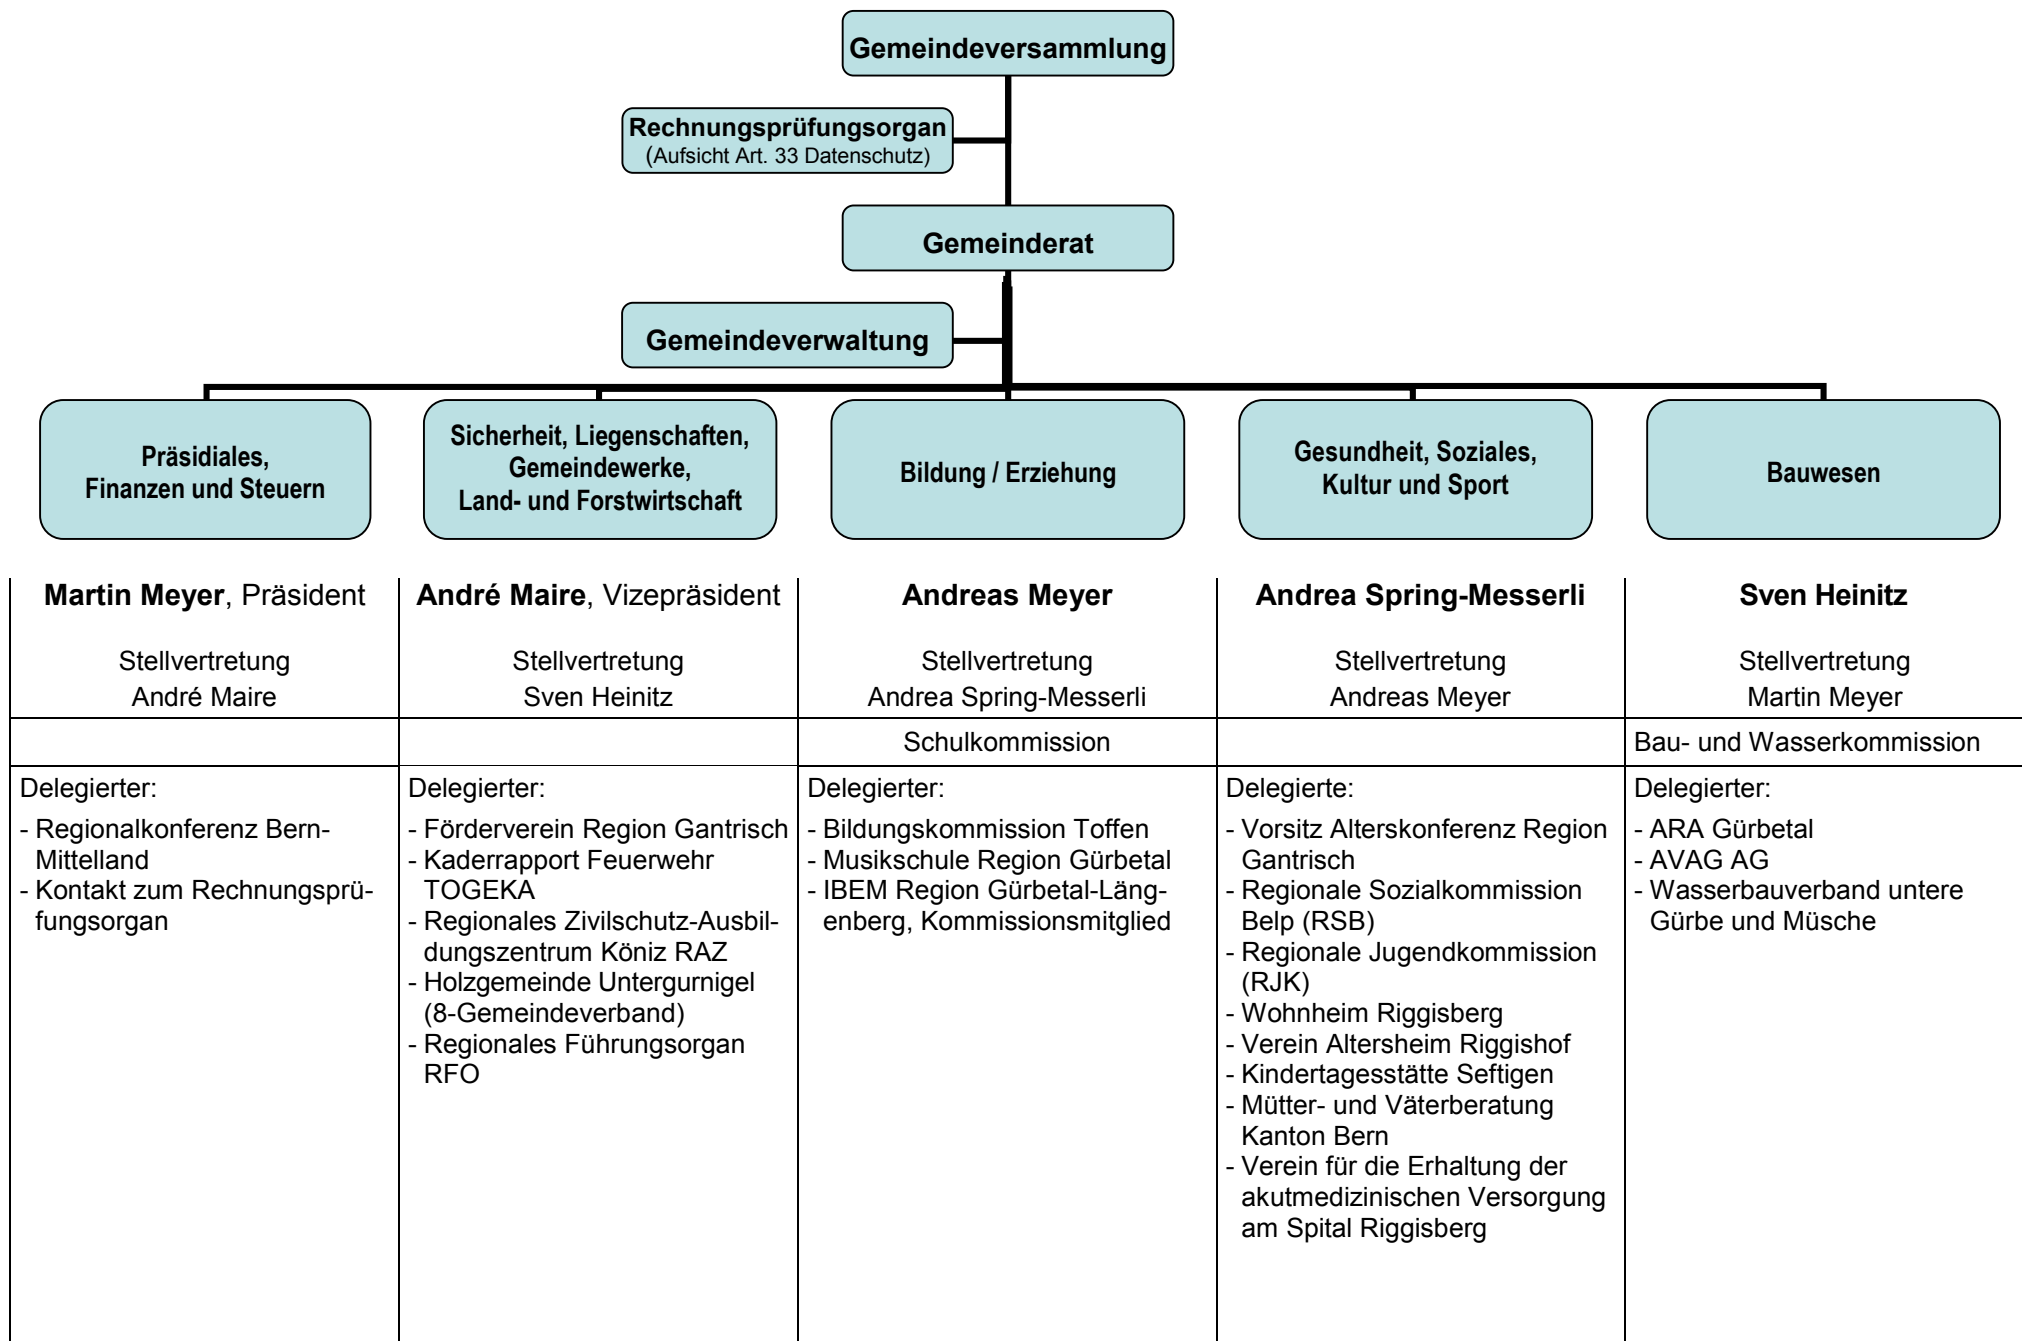 Gemeindeversammlung
Rechnungsprüfungsorgan
(Aufsicht Art. 33 Datenschutz)
Gemeinderat
Gemeindeverwaltung
Präsidiales,
Finanzen und Steuern
Sicherheit, Liegenschaften,
Gemeindewerke,
Land- und Forstwirtschaft
Bildung / Erziehung
Gesundheit, Soziales,
Kultur und Sport
Bauwesen
Martin Meyer, Präsident
Stellvertretung
André Maire
André Maire, Vizepräsident
Stellvertretung
Sven Heinitz
Andreas Meyer
Stellvertretung
Andrea Spring-Messerli
Andrea Spring-Messerli
Stellvertretung
Andreas Meyer
Sven Heinitz
Stellvertretung
Martin Meyer
Schulkommission
Bau- und Wasserkommission
Delegierter:
- Regionalkonferenz Bern-
Mittelland
- Kontakt zum Rechnungsprü-
fungsorgan
Delegierter:
- Förderverein Region Gantrisch
- Kaderrapport Feuerwehr
TOGEKA
- Regionales Zivilschutz-Ausbil-
dungszentrum Köniz RAZ
- Holzgemeinde Untergurnigel
(8-Gemeindeverband)
- Regionales Führungsorgan
RFO
Delegierter:
- Bildungskommission Toffen
- Musikschule Region Gürbetal
- IBEM Region Gürbetal-Läng-
enberg, Kommissionsmitglied
Delegierte:
- Vorsitz Alterskonferenz Region
Gantrisch
- Regionale Sozialkommission
Belp (RSB)
- Regionale Jugendkommission
(RJK)
- Wohnheim Riggisberg
- Verein Altersheim Riggishof
- Kindertagesstätte Seftigen
- Mütter- und Väterberatung
Kanton Bern
- Verein für die Erhaltung der
akutmedizinischen Versorgung
am Spital Riggisberg
Delegierter:
- ARA Gürbetal
- AVAG AG
- Wasserbauverband untere
Gürbe und Müsche